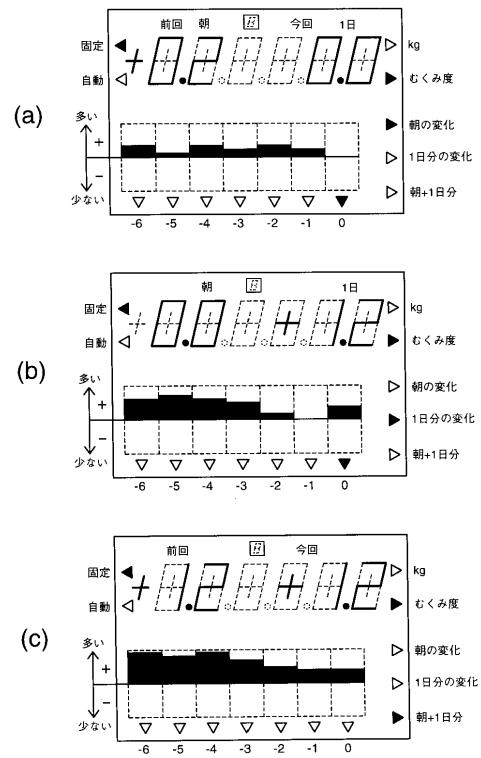 (a)
前回 朝 B 今回 1日
固定 +0.2 0.0 kg
自動 むくみ度
多い 朝の変化
+ 1日分の変化
−
少ない 朝+1日分
-6 -5 -4 -3 -2 -1 0
(b)
朝 B 1日
固定 0.0 +1.2 kg
自動 むくみ度
多い 朝の変化
+ 1日分の変化
−
少ない 朝+1日分
-6 -5 -4 -3 -2 -1 0
(c)
前回 B 今回
固定 +1.2 +1.2 kg
自動 むくみ度
多い 朝の変化
+ 1日分の変化
−
少ない 朝+1日分
-6 -5 -4 -3 -2 -1 0